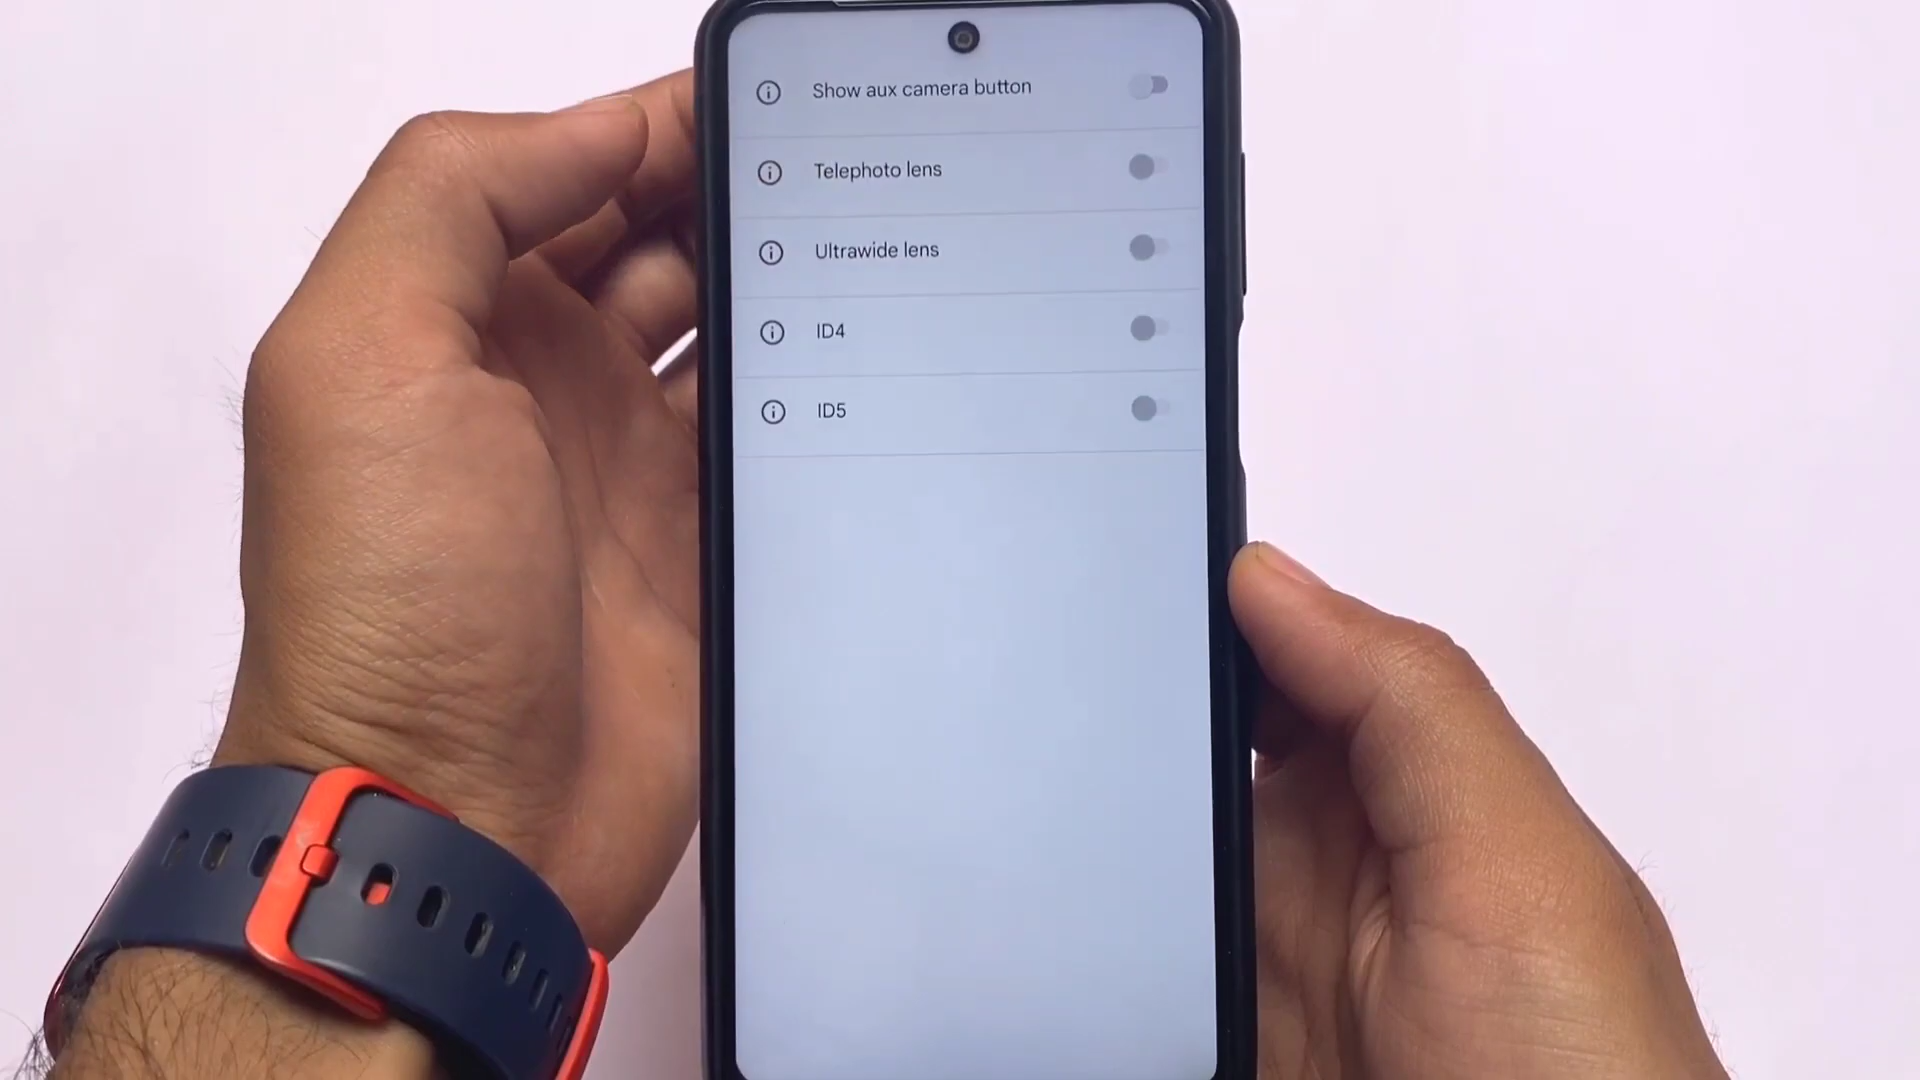 Show aux camera button
Telephoto lens
Ultrawide lens
ID4
ID5